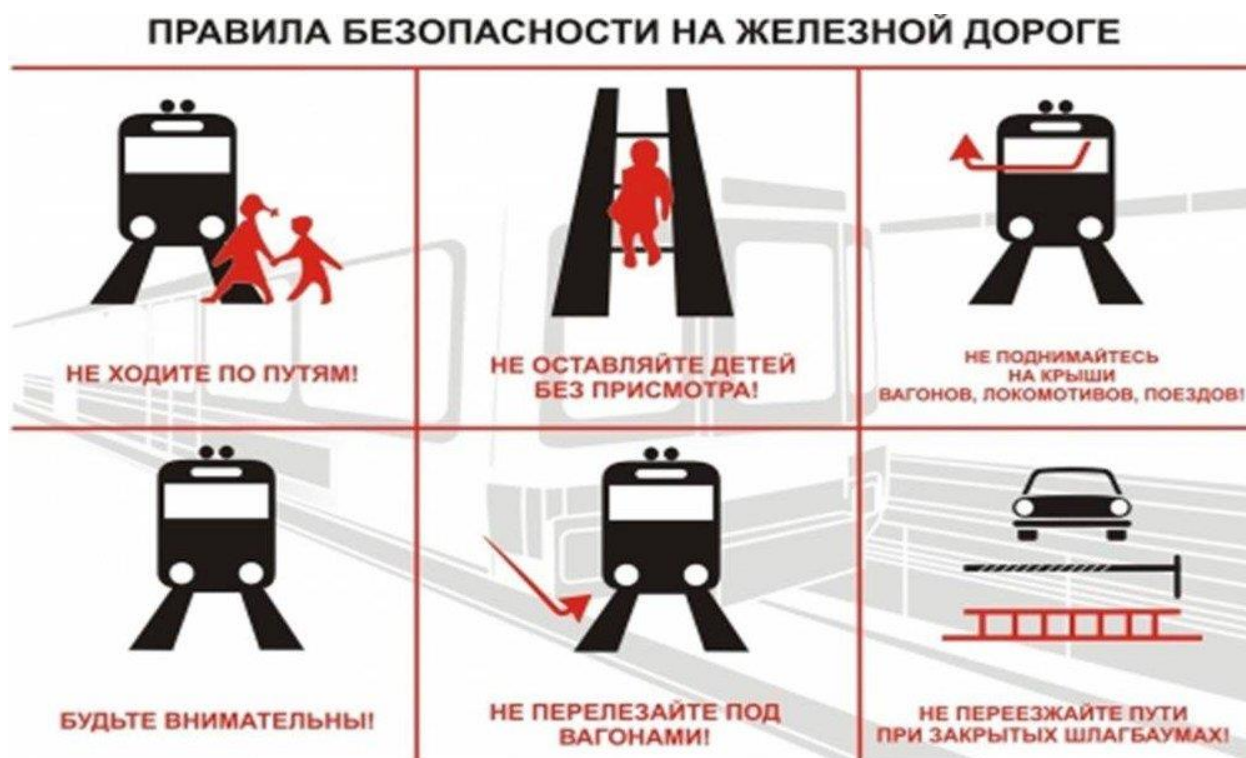 ПРАВИЛА БЕЗОПАСНОСТИ НА ЖЕЛЕЗНОЙ ДОРОГЕ
НЕ ХОДИТЕ ПО ПУТЯМ!
НЕ ОСТАВЛЯЙТЕ ДЕТЕЙ
БЕЗ ПРИСМОТРА!
НЕ ПОДНИМАЙТЕСЬ
НА КРЫШИ
ВАГОНОВ, ЛОКОМОТИВОВ, ПОЕЗДОВ!
БУДЬТЕ ВНИМАТЕЛЬНЫ!
НЕ ПЕРЕЛЕЗАЙТЕ ПОД
ВАГОНАМИ!
НЕ ПЕРЕЕЗЖАЙТЕ ПУТИ
ПРИ ЗАКРЫТЫХ ШЛАГБАУМАХ!